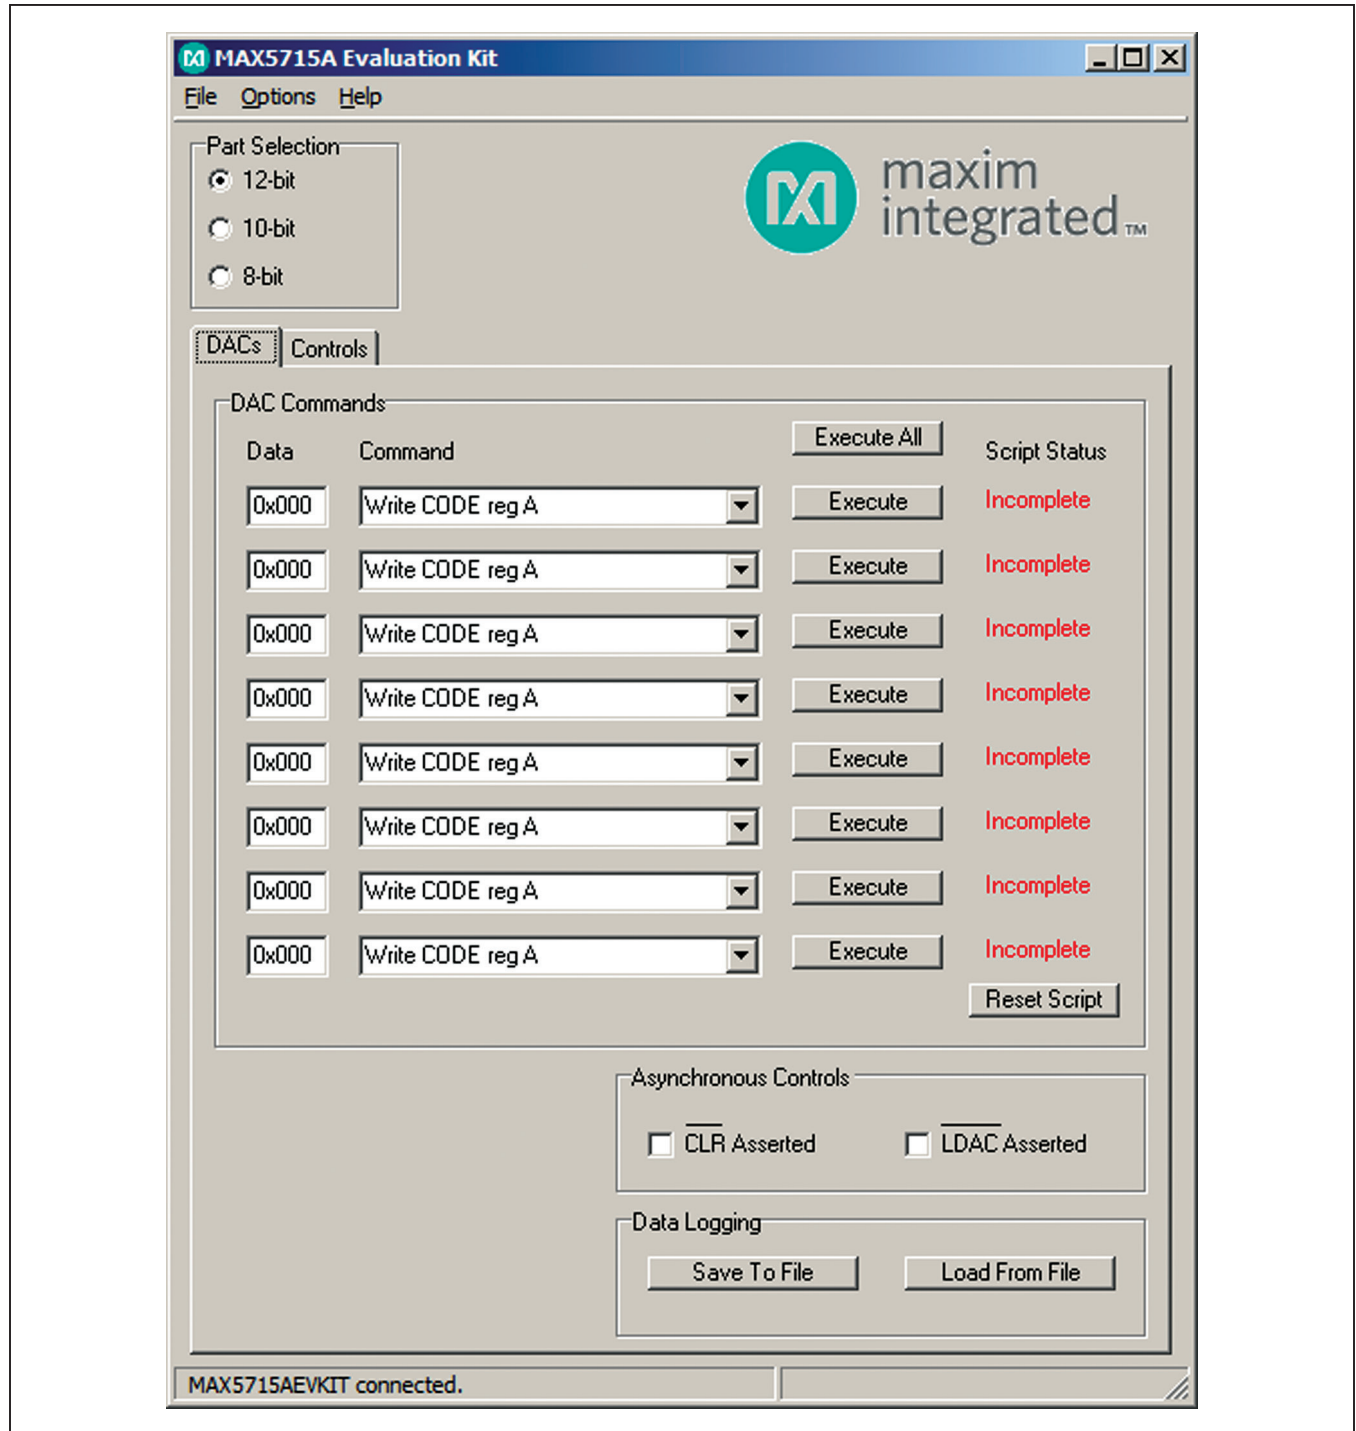 MAX5715A Evaluation Kit
File Options Help
Part Selection
12-bit
10-bit
8-bit
maxim
integrated™
DACs Controls
DAC Commands
Data Command Execute All Script Status
0x000 Write CODE reg A Execute Incomplete
0x000 Write CODE reg A Execute Incomplete
0x000 Write CODE reg A Execute Incomplete
0x000 Write CODE reg A Execute Incomplete
0x000 Write CODE reg A Execute Incomplete
0x000 Write CODE reg A Execute Incomplete
0x000 Write CODE reg A Execute Incomplete
0x000 Write CODE reg A Execute Incomplete
Reset Script
Asynchronous Controls
CLR Asserted LDAC Asserted
Data Logging
Save To File Load From File
MAX5715AEVKIT connected.